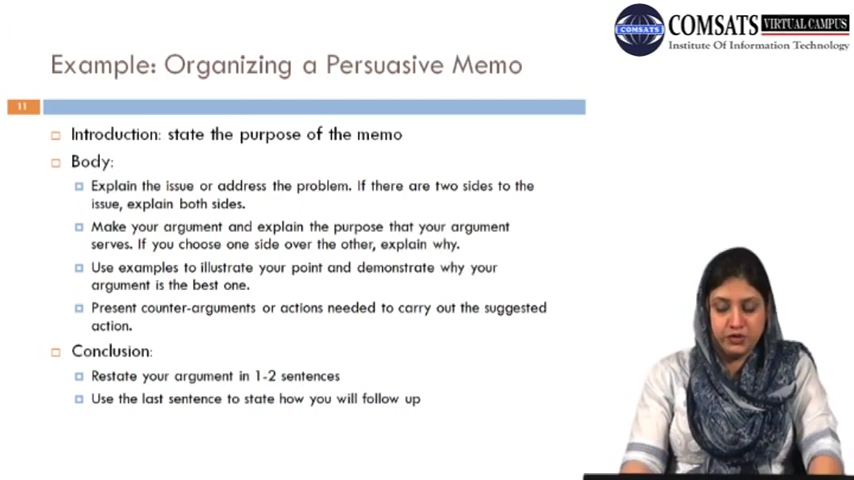 COMSATS VIRTUAL CAMPUS
COMSATS
Institute Of Information Technology
Example: Organizing a Persuasive Memo
11
Introduction: state the purpose of the memo
Body:
Explain the issue or address the problem. If there are two sides to the
issue, explain both sides.
Make your argument and explain the purpose that your argument
serves. If you choose one side over the other, explain why.
Use examples to illustrate your point and demonstrate why your
argument is the best one.
Present counter-arguments or actions needed to carry out the suggested
action.
Conclusion:
Restate your argument in 1-2 sentences
Use the last sentence to state how you will follow up